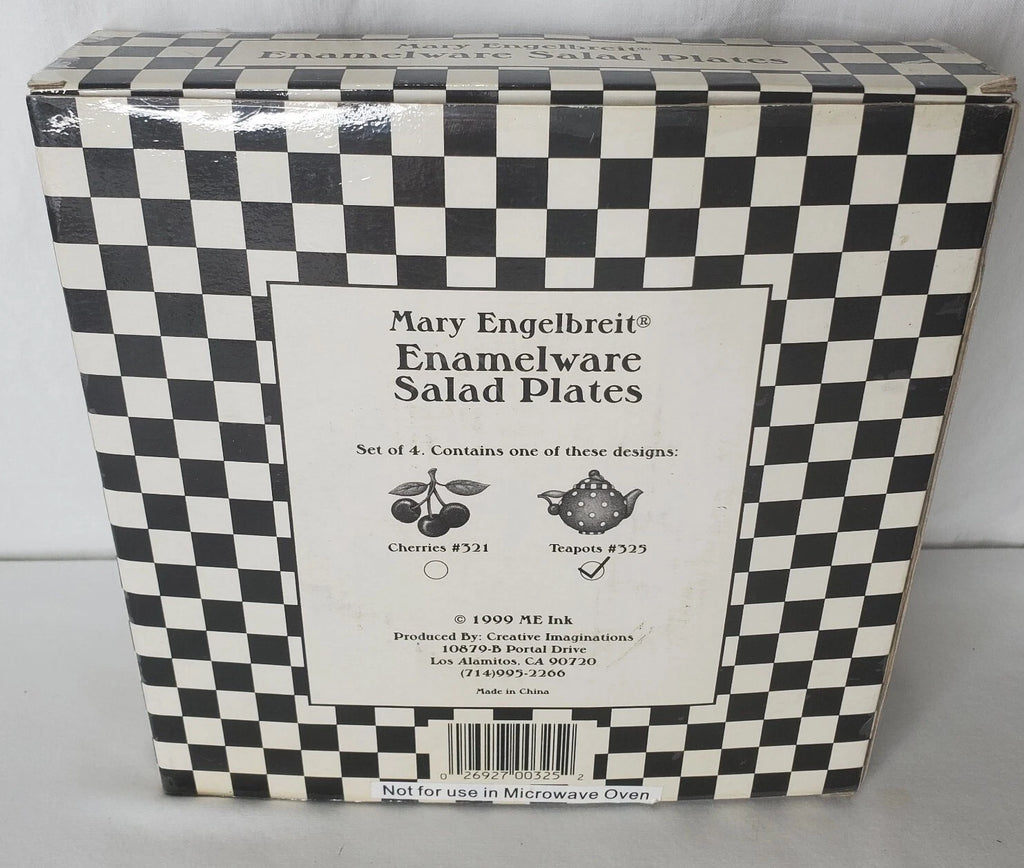 Mary Engelbreit®
Enamelware Salad Plates
Mary Engelbreit®
Enamelware
Salad Plates
Set of 4. Contains one of these designs:
Cherries #321 Teapots #325
© 1999 ME Ink
Produced By: Creative Imaginations
10879-B Portal Drive
Los Alamitos, CA 90720
(714)995-2266
Made in China
0 26927 00325 2
Not for use in Microwave Oven